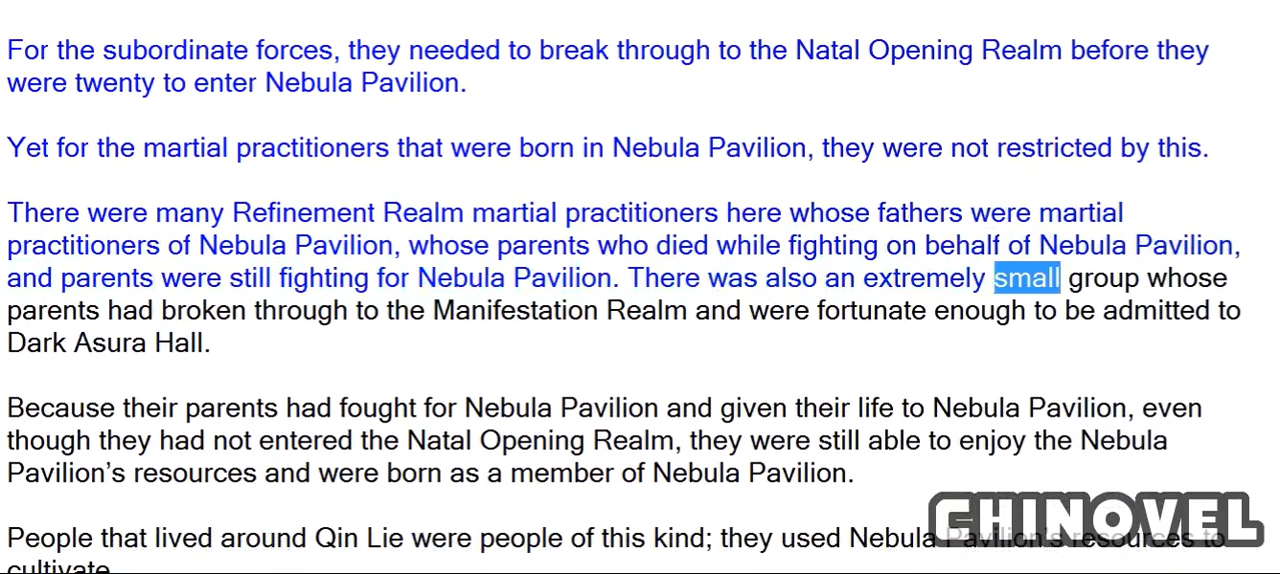 For the subordinate forces, they needed to break through to the Natal Opening Realm before they
were twenty to enter Nebula Pavilion.
Yet for the martial practitioners that were born in Nebula Pavilion, they were not restricted by this.
There were many Refinement Realm martial practitioners here whose fathers were martial
practitioners of Nebula Pavilion, whose parents who died while fighting on behalf of Nebula Pavilion,
and parents were still fighting for Nebula Pavilion. There was also an extremely small group whose
parents had broken through to the Manifestation Realm and were fortunate enough to be admitted to
Dark Asura Hall.
Because their parents had fought for Nebula Pavilion and given their life to Nebula Pavilion, even
though they had not entered the Natal Opening Realm, they were still able to enjoy the Nebula
Pavilion’s resources and were born as a member of Nebula Pavilion.
People that lived around Qin Lie were people of this kind; they used Nebula Pavilion’s resources to
cultivate
CHINOVEL